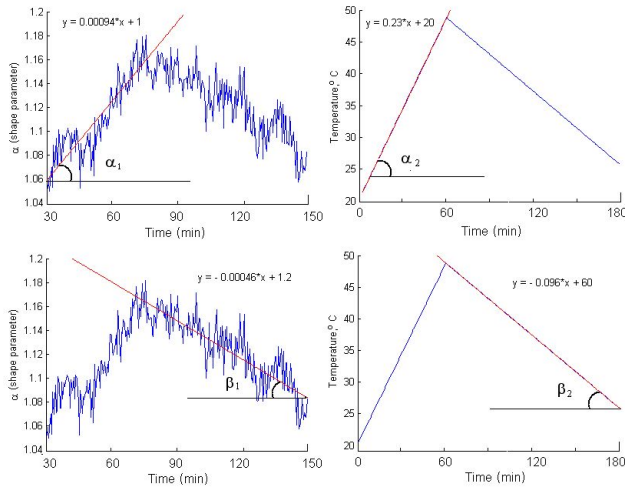 y = 0.00094*x + 1
1.2
1.18
1.16
1.14
1.12
1.1
1.08
1.06
1.04
α (shape parameter)
α1
30 60 90 120 150
Time (min)
y = 0.23*x + 20
50
45
40
35
30
25
20
Temperature,° C
α 2
0 60 120 180
Time (min)
y = - 0.00046*x + 1.2
1.2
1.18
1.16
1.14
1.12
1.1
1.08
1.06
1.04
α (shape parameter)
β1
30 60 90 120 150
Time (min)
y = - 0.096*x + 60
50
45
40
35
30
25
20
Temperature,° C
β2
0 60 120 180
Time (min)